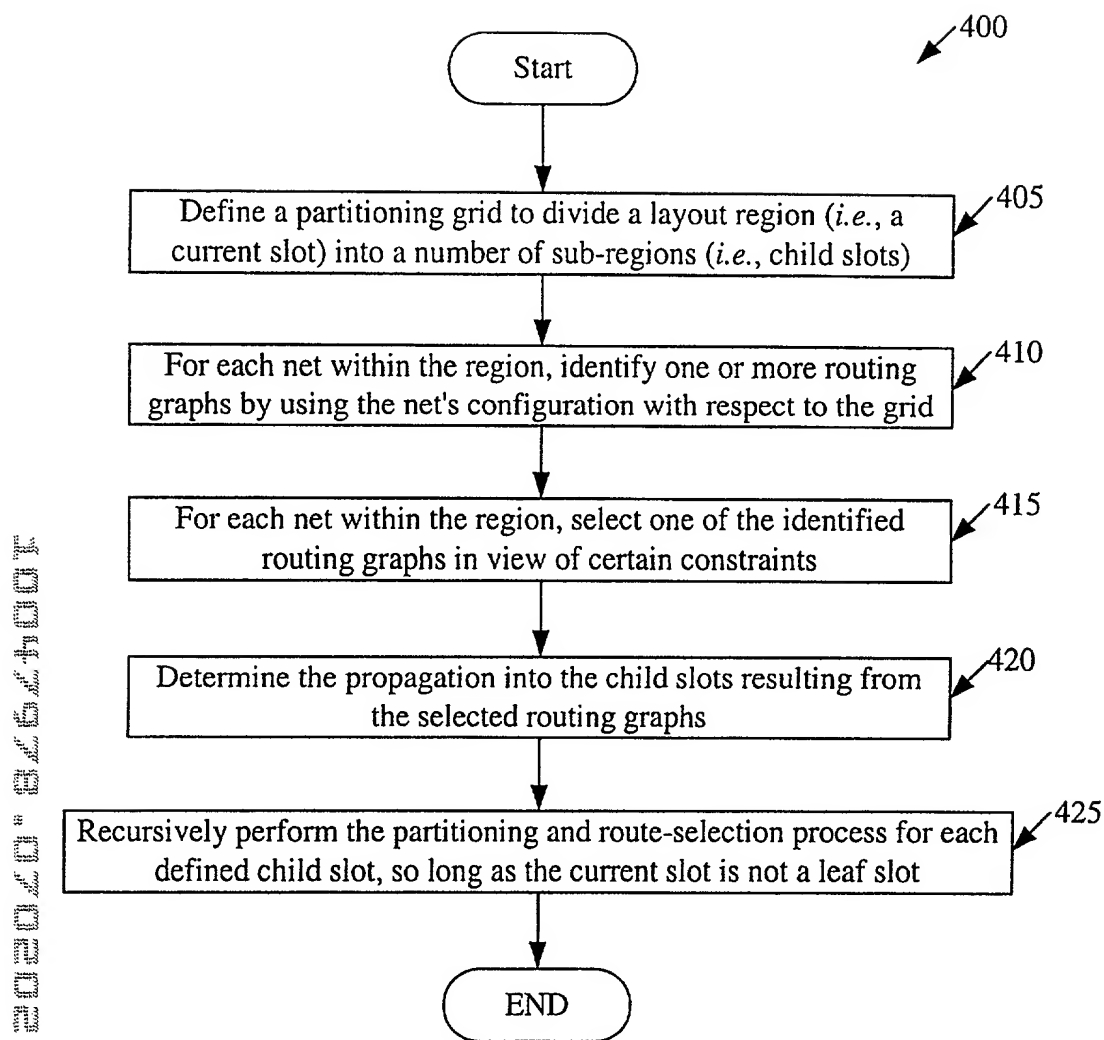 400
Start
Define a partitioning grid to divide a layout region (i.e., a
current slot) into a number of sub-regions (i.e., child slots)
405
For each net within the region, identify one or more routing
graphs by using the net's configuration with respect to the grid
410
For each net within the region, select one of the identified
routing graphs in view of certain constraints
415
Determine the propagation into the child slots resulting from
the selected routing graphs
420
Recursively perform the partitioning and route-selection process for each
defined child slot, so long as the current slot is not a leaf slot
425
END
10047978.070202